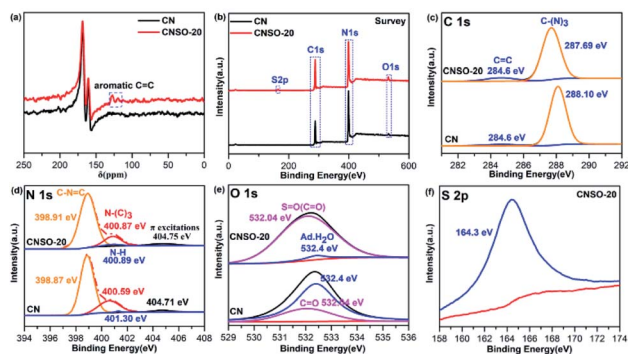 (a)
CN
CNSO-20
aromatic C=C
Intensity(a.u.)
250 200 150 100 50 0
δ(ppm)
(b)
Survey
CN
CNSO-20
C1s
N1s
O1s
S2p
Intensity(a.u.)
0 200 400 600
Binding Energy(eV)
(c) C 1s
C-(N)3
287.69 eV
C=C
284.6 eV
CNSO-20
288.10 eV
284.6 eV
CN
Intensity(a.u.)
282 284 286 288 290 292
Binding Energy(eV)
(d) N 1s
C-N=C
N-(C)3
398.91 eV
400.87 eV
π excitations
404.75 eV
CNSO-20
N-H
400.89 eV
398.87 eV
400.59 eV
404.71 eV
CN
401.30 eV
Intensity(a.u.)
394 396 398 400 402 404 406 408
Binding Energy(eV)
(e) O 1s
S=O(C=O)
532.04 eV
CNSO-20
Ad.H2O
532.4 eV
532.4 eV
C=O
CN
Intensity(a.u.)
529 530 531 532 533 534 535 536
Binding Energy(eV)
(f) S 2p
CNSO-20
164.3 eV
Intensity(a.u.)
158 160 162 164 166 168 170 172 174
Binding Energy(eV)